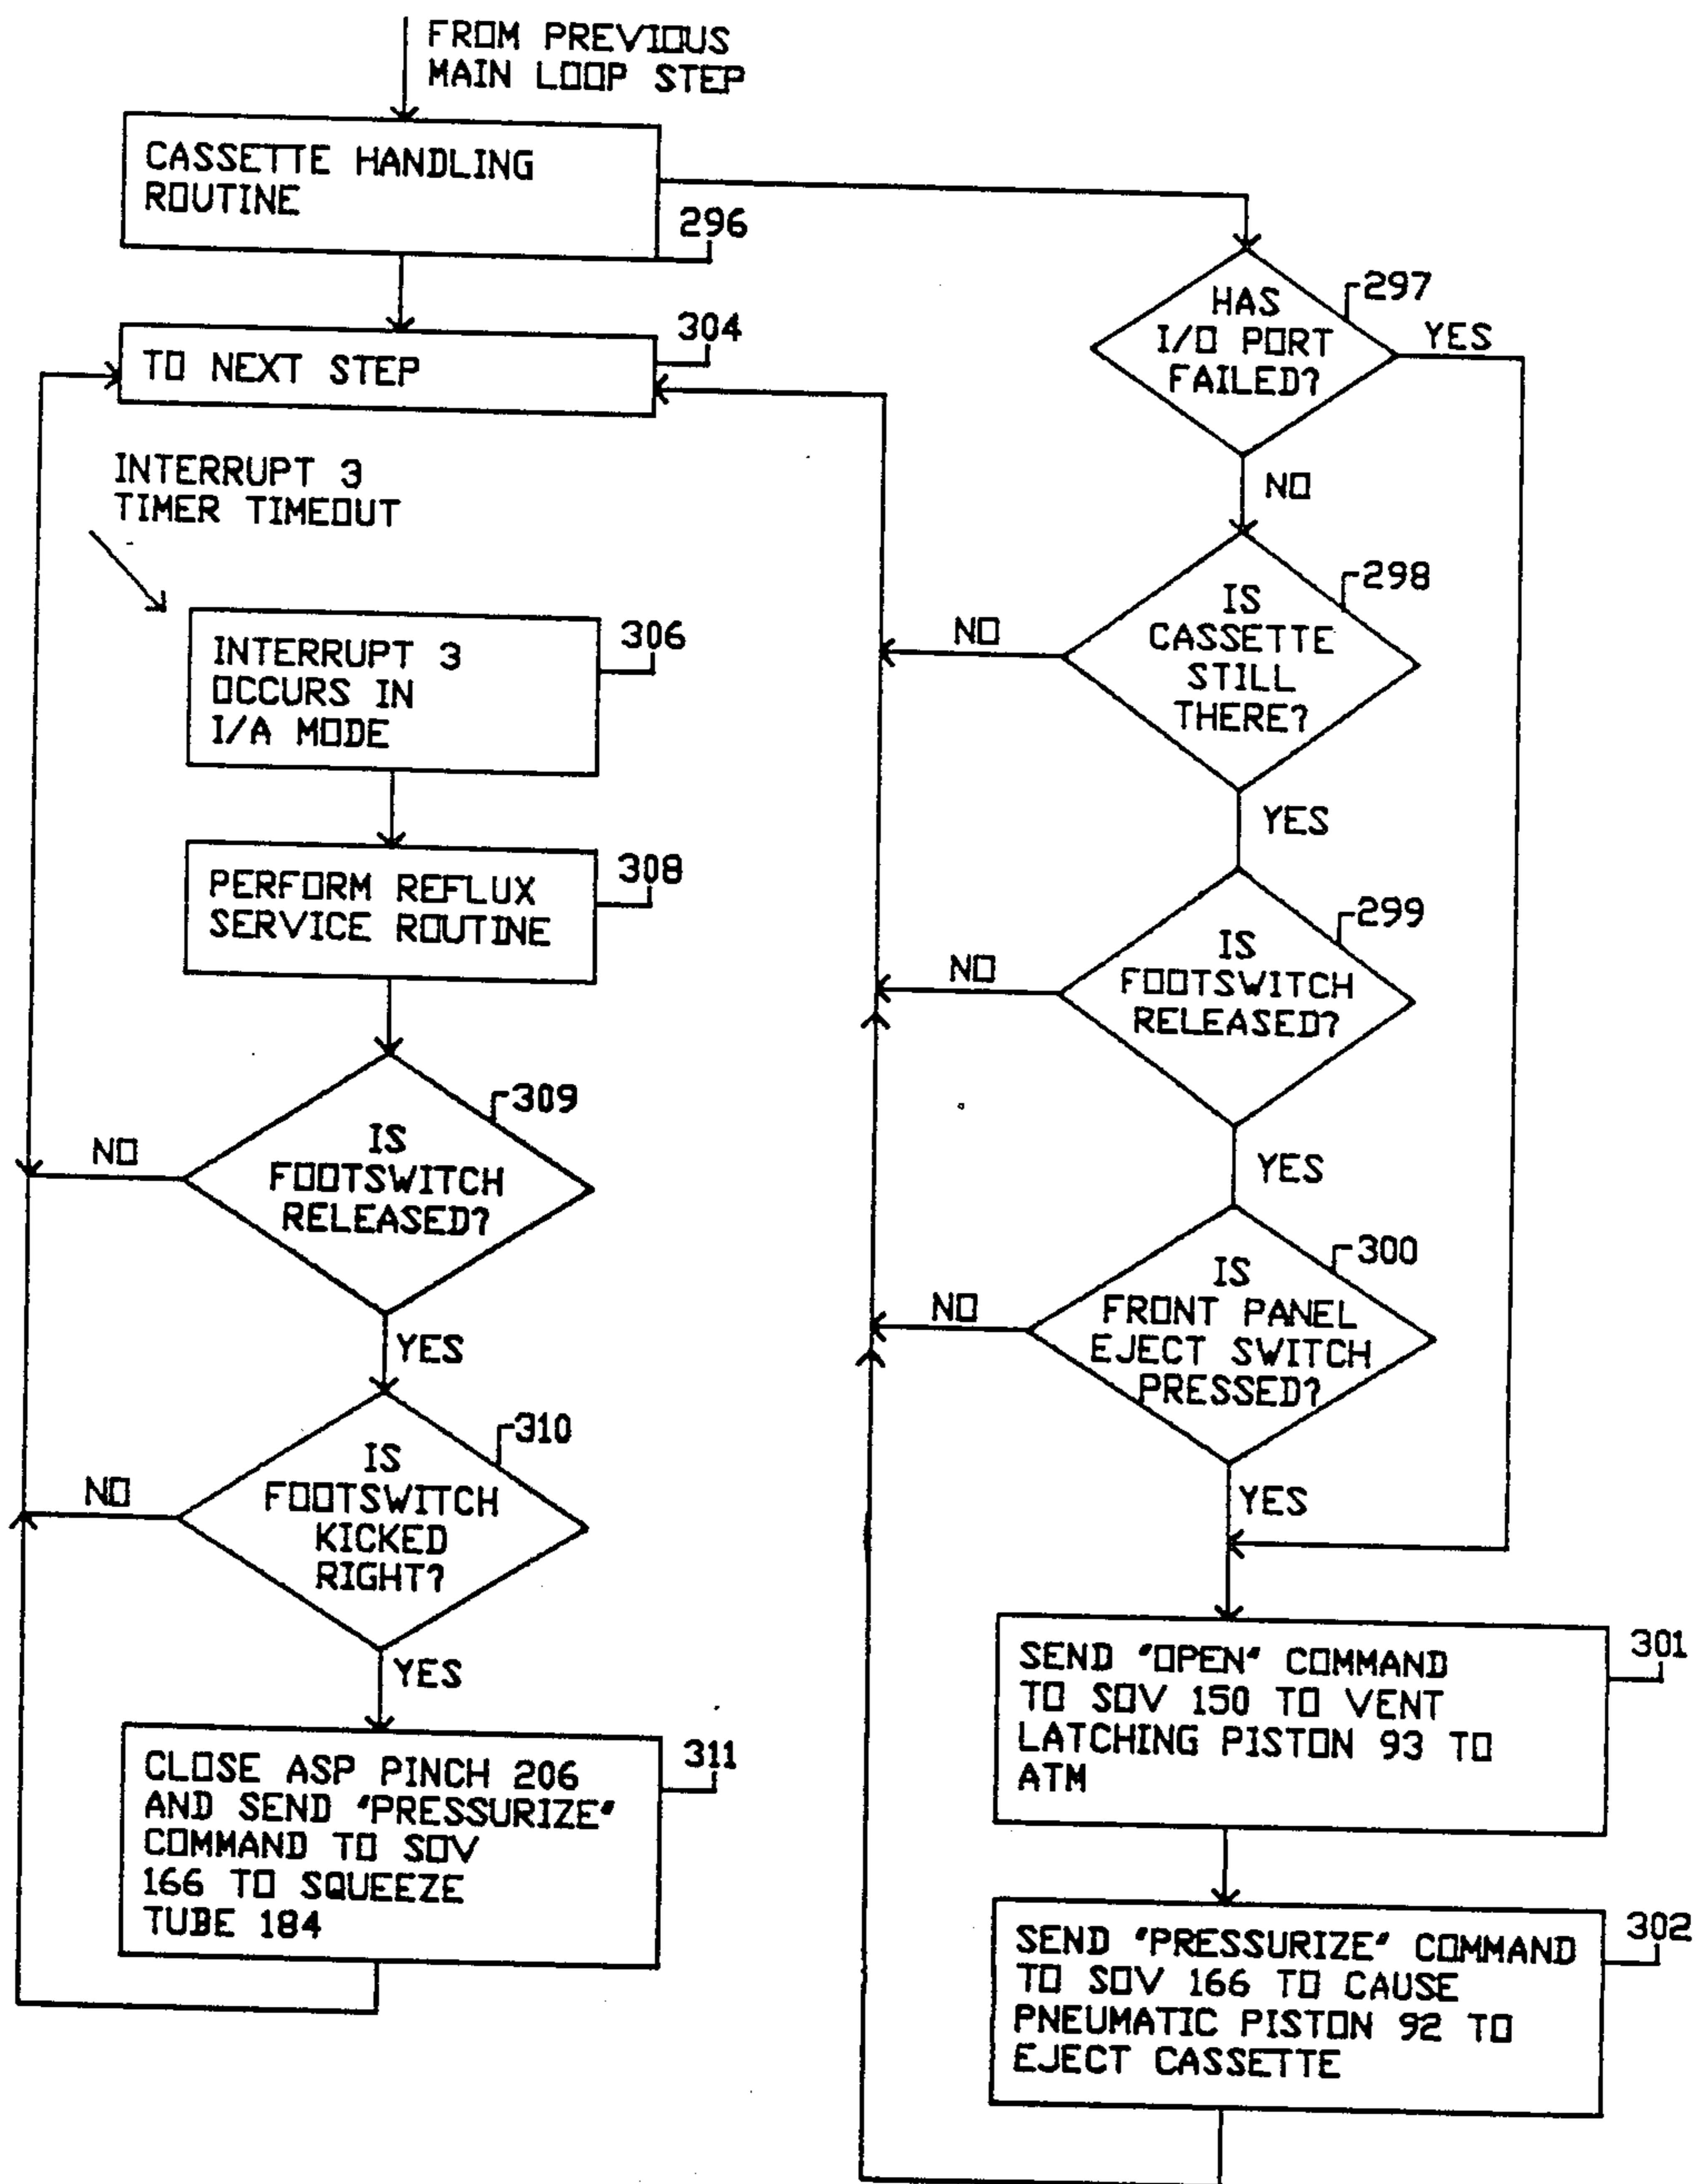 FROM PREVIOUS
MAIN LOOP STEP
CASSETTE HANDLING
ROUTINE
296
TO NEXT STEP
304
INTERRUPT 3
TIMER TIMEOUT
INTERRUPT 3
OCCURS IN
I/A MODE
306
PERFORM REFLUX
SERVICE ROUTINE
308
IS
FOOTSWITCH
RELEASED?
309
NO
YES
IS
FOOTSWITCH
KICKED
RIGHT?
310
NO
YES
CLOSE ASP PINCH 206
AND SEND "PRESSURIZE"
COMMAND TO SOV
166 TO SQUEEZE
TUBE 184
311
HAS
I/O PORT
FAILED?
297
YES
NO
IS
CASSETTE
STILL
THERE?
298
NO
YES
IS
FOOTSWITCH
RELEASED?
299
NO
YES
IS
FRONT PANEL
EJECT SWITCH
PRESSED?
300
NO
YES
SEND "OPEN" COMMAND
TO SOV 150 TO VENT
LATCHING PISTON 93 TO
ATM
301
SEND "PRESSURIZE" COMMAND
TO SOV 166 TO CAUSE
PNEUMATIC PISTON 92 TO
EJECT CASSETTE
302